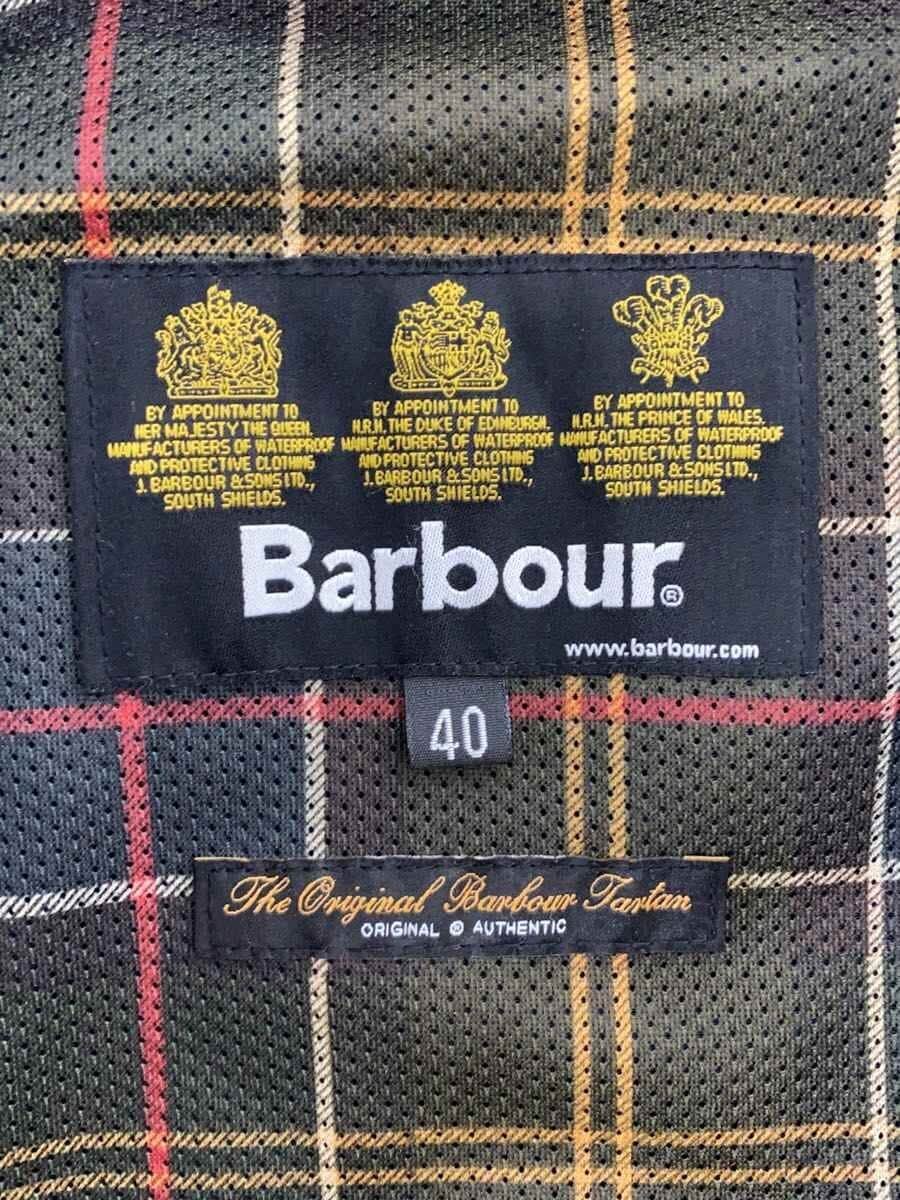 BY APPOINTMENT TO
HER MAJESTY THE QUEEN.
MANUFACTURERS OF WATERPROOF
AND PROTECTIVE CLOTHING
J. BARBOUR & SONS LTD.,
SOUTH SHIELDS.
BY APPOINTMENT TO
H.R.H. THE DUKE OF EDINBURGH.
MANUFACTURERS OF WATERPROOF
AND PROTECTIVE CLOTHING
J. BARBOUR & SONS LTD.,
SOUTH SHIELDS.
BY APPOINTMENT TO
H.R.H. THE PRINCE OF WALES.
MANUFACTURERS OF WATERPROOF
AND PROTECTIVE CLOTHING
J. BARBOUR & SONS LTD.,
SOUTH SHIELDS.
Barbour®
www.barbour.com
40
The Original Barbour Tartan
ORIGINAL ® AUTHENTIC